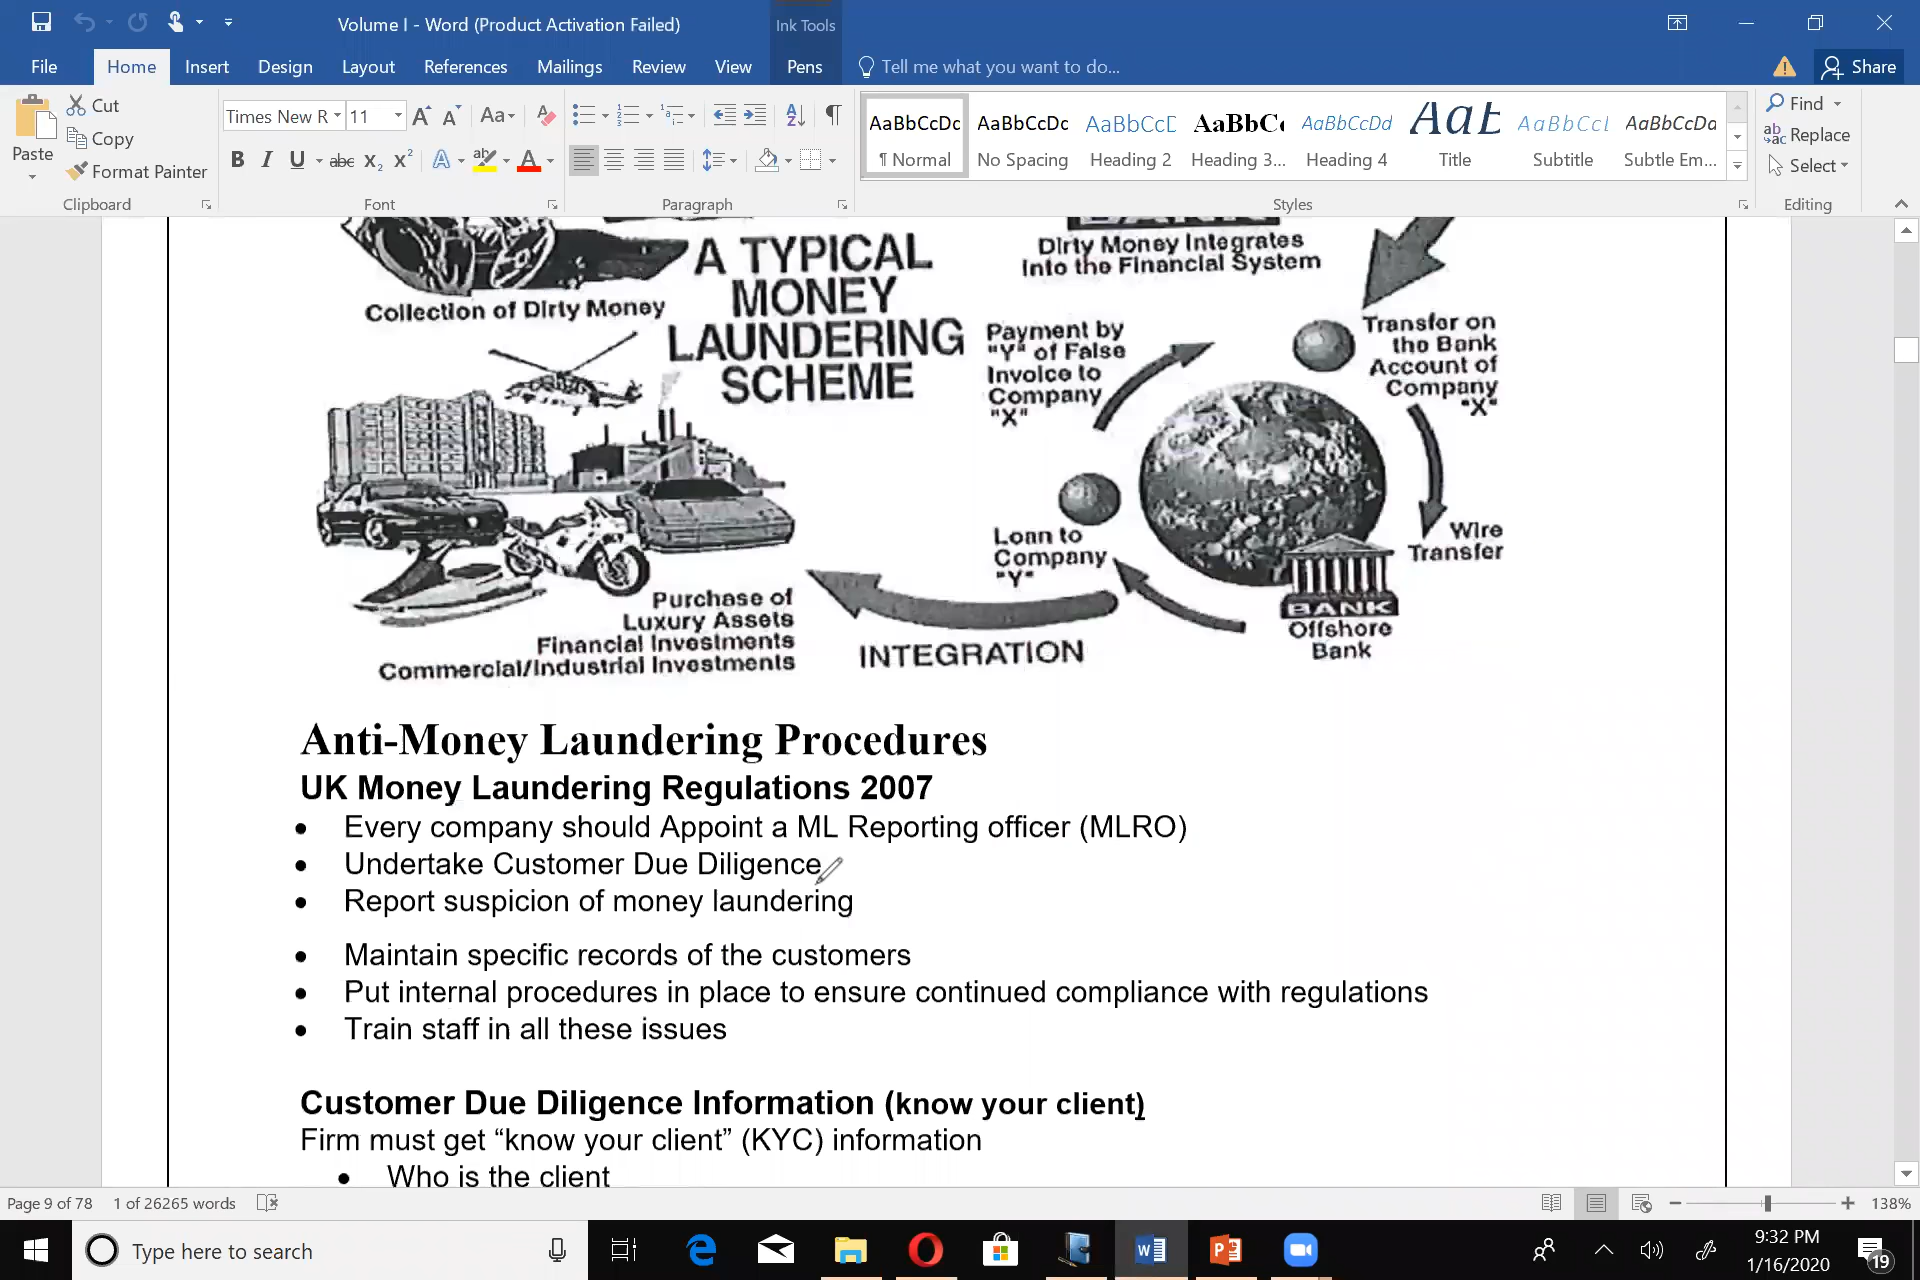 Volume I - Word (Product Activation Failed)
Ink Tools
File
Home
Insert
Design
Layout
References
Mailings
Review
View
Pens
Tell me what you want to do...
Share
Paste
Cut
Copy
Format Painter
Clipboard
Times New R
11
Font
Paragraph
AaBbCcDc
¶ Normal
AaBbCcDc
No Spacing
AaBbCcD
Heading 2
AaBbCc
Heading 3...
AaBbCcDd
Heading 4
AaB
Title
AaBbCcD
Subtitle
AaBbCcDd
Subtle Em...
Styles
Find
Replace
Select
Editing
Collection of Dirty Money
A TYPICAL
MONEY
LAUNDERING
SCHEME
Dirty Money Integrates
Into the Financial System
Transfer on
the Bank
Account of
Company
"X"
Payment by
"Y" of False
Invoice to
Company
"X"
Wire
Transfer
Loan to
Company
"Y"
BANK
Offshore
Bank
INTEGRATION
Purchase of
Luxury Assets
Financial Investments
Commercial/Industrial Investments
Anti-Money Laundering Procedures
UK Money Laundering Regulations 2007
• Every company should Appoint a ML Reporting officer (MLRO)
• Undertake Customer Due Diligence
• Report suspicion of money laundering
• Maintain specific records of the customers
• Put internal procedures in place to ensure continued compliance with regulations
• Train staff in all these issues
Customer Due Diligence Information (know your client)
Firm must get “know your client” (KYC) information
• Who is the client
Page 9 of 78
1 of 26265 words
138%
Type here to search
9:32 PM
1/16/2020
19